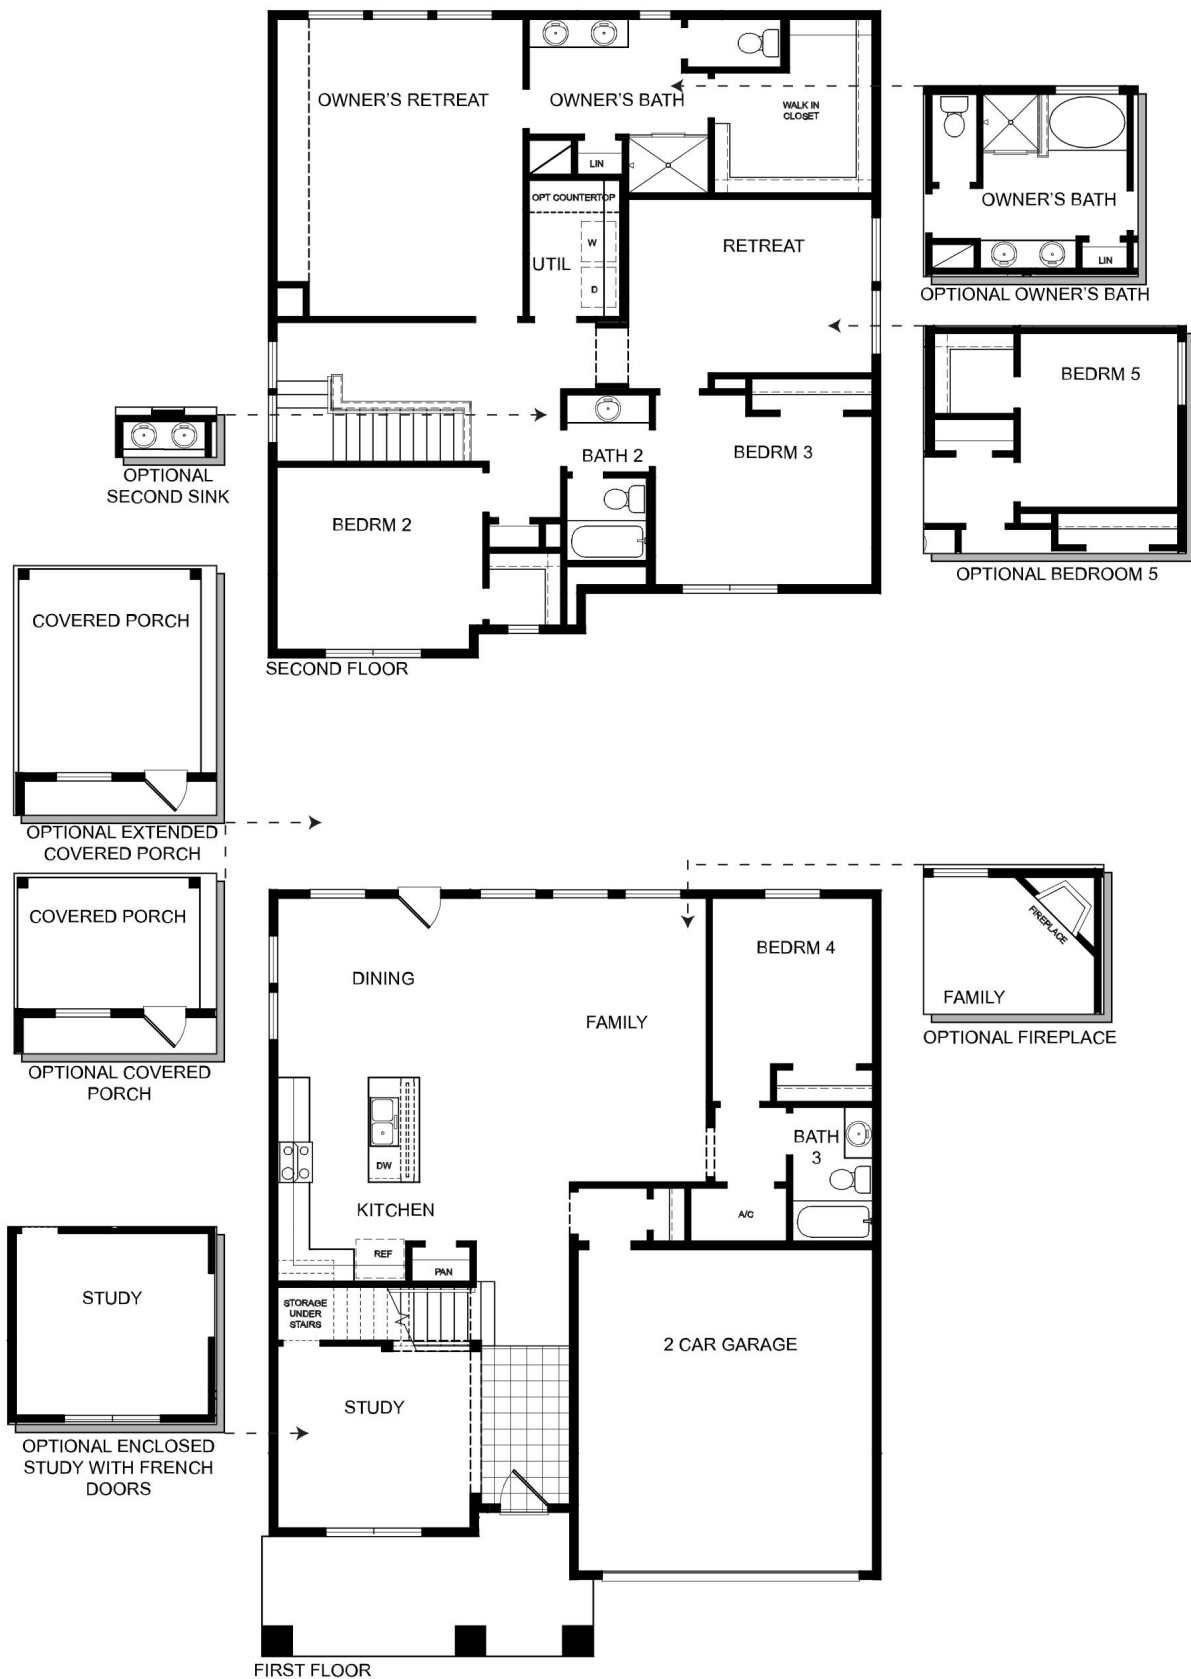 OWNER'S RETREAT
OWNER'S BATH
WALK IN
CLOSET
LIN
OPT COUNTERTOP
W
UTIL
D
RETREAT
BATH 2
BEDRM 3
BEDRM 2
SECOND FLOOR
OWNER'S BATH
LIN
OPTIONAL OWNER'S BATH
BEDRM 5
OPTIONAL BEDROOM 5
OPTIONAL
SECOND SINK
COVERED PORCH
OPTIONAL EXTENDED
COVERED PORCH
COVERED PORCH
OPTIONAL COVERED
PORCH
DINING
FAMILY
BEDRM 4
FIREPLACE
FAMILY
OPTIONAL FIREPLACE
BATH
3
DW
KITCHEN
A/C
REF
PAN
STORAGE
UNDER
STAIRS
2 CAR GARAGE
STUDY
STUDY
OPTIONAL ENCLOSED
STUDY WITH FRENCH
DOORS
FIRST FLOOR